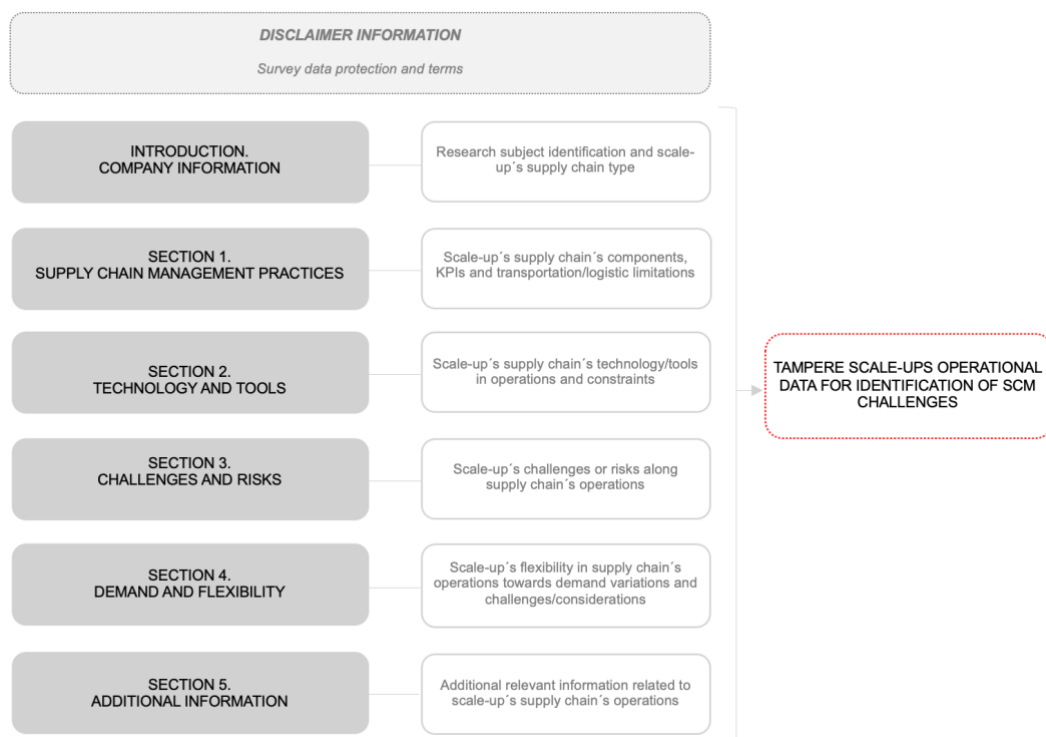 DISCLAIMER INFORMATION
Survey data protection and terms
INTRODUCTION.
COMPANY INFORMATION
Research subject identification and scale-
up´s supply chain type
SECTION 1.
SUPPLY CHAIN MANAGEMENT PRACTICES
Scale-up´s supply chain´s components,
KPIs and transportation/logistic limitations
SECTION 2.
TECHNOLOGY AND TOOLS
Scale-up´s supply chain´s technology/tools
in operations and constraints
SECTION 3.
CHALLENGES AND RISKS
Scale-up´s challenges or risks along
supply chain´s operations
SECTION 4.
DEMAND AND FLEXIBILITY
Scale-up´s flexibility in supply chain´s
operations towards demand variations and
challenges/considerations
SECTION 5.
ADDITIONAL INFORMATION
Additional relevant information related to
scale-up´s supply chain´s operations
TAMPERE SCALE-UPS OPERATIONAL
DATA FOR IDENTIFICATION OF SCM
CHALLENGES